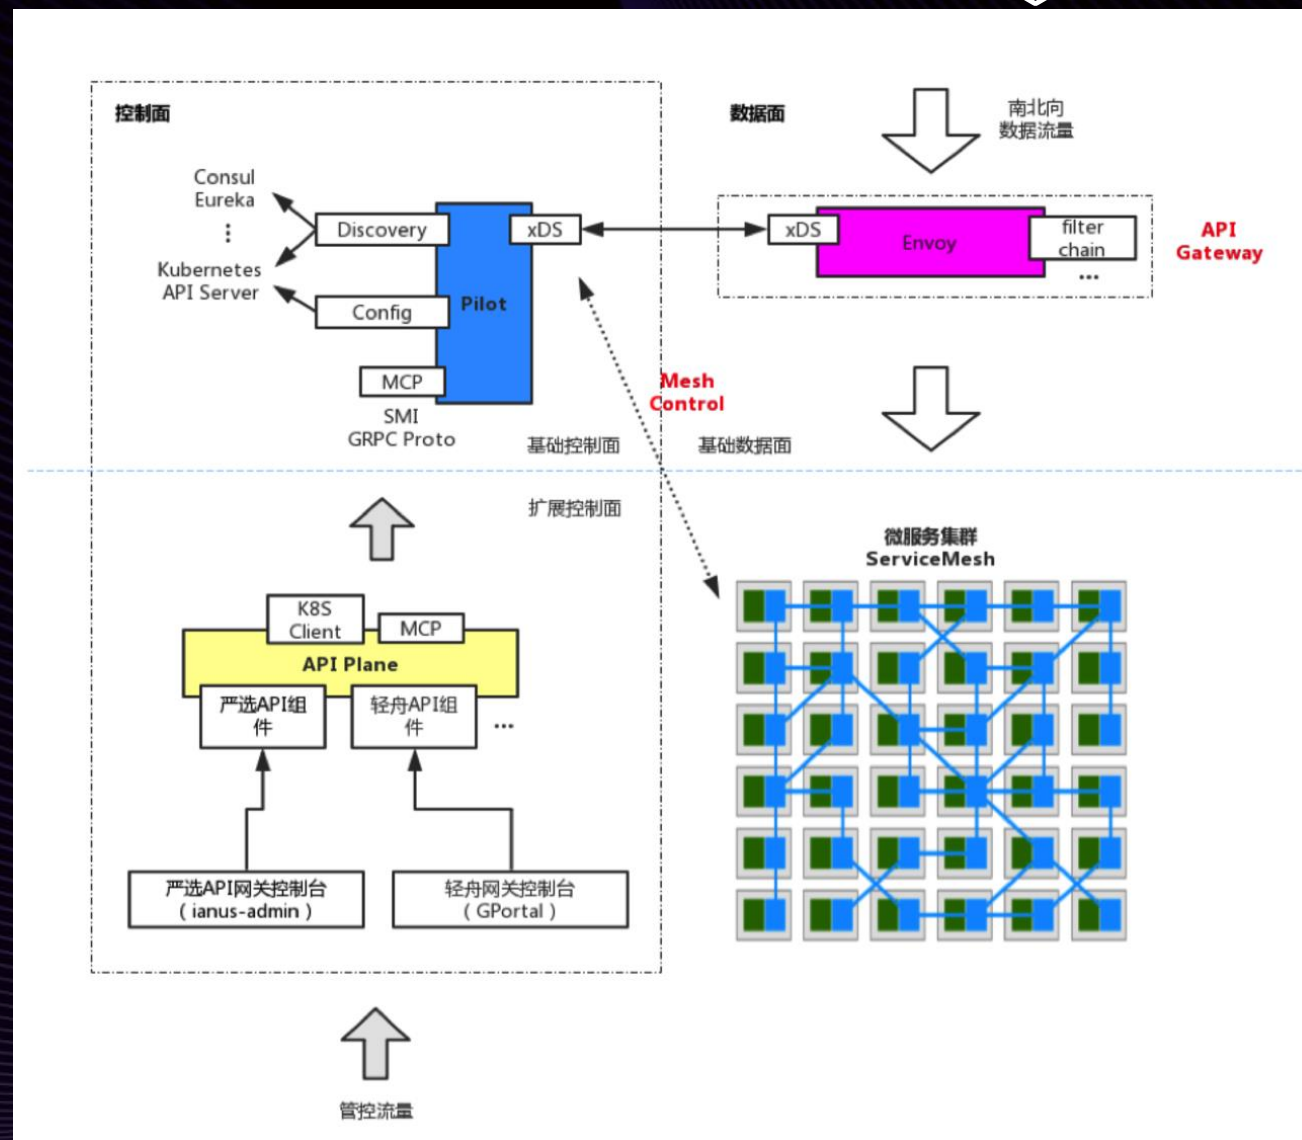 控制面
Consul
Eureka
⋮
Kubernetes
API Server
Discovery
Config
MCP
SMI
GRPC Proto
Pilot
xDS
基础控制面
数据面
南北向
数据流量
xDS
Envoy
filter
chain
...
API
Gateway
Mesh
Control
基础数据面
扩展控制面
K8S
Client
MCP
API Plane
严选API组
件
轻舟API组
件
...
严选API网关控制台
（ianus-admin）
轻舟网关控制台
（GPortal）
管控流量
微服务集群
ServiceMesh